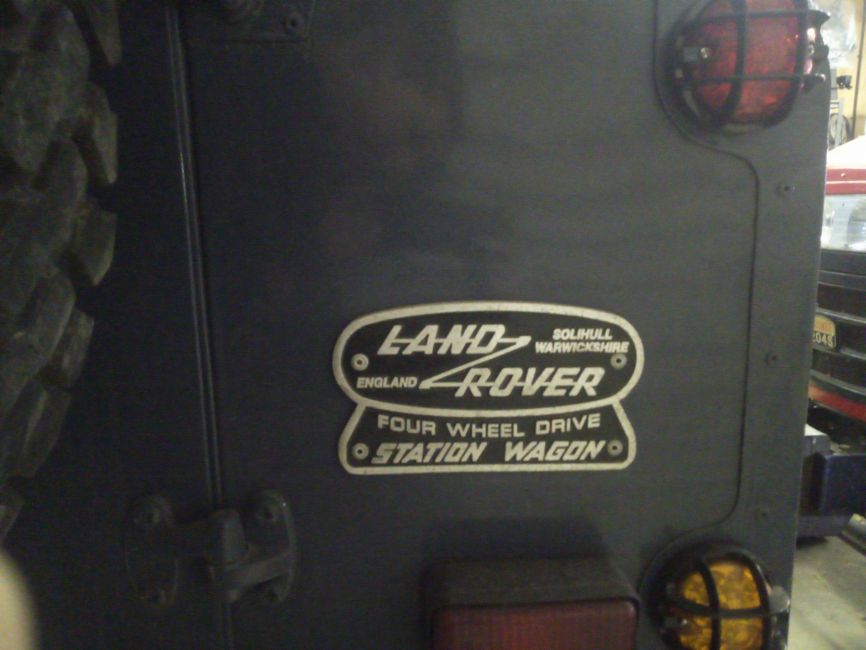 LAND
SOLIHULL
WARWICKSHIRE
ENGLAND
ROVER
FOUR WHEEL DRIVE
STATION WAGON